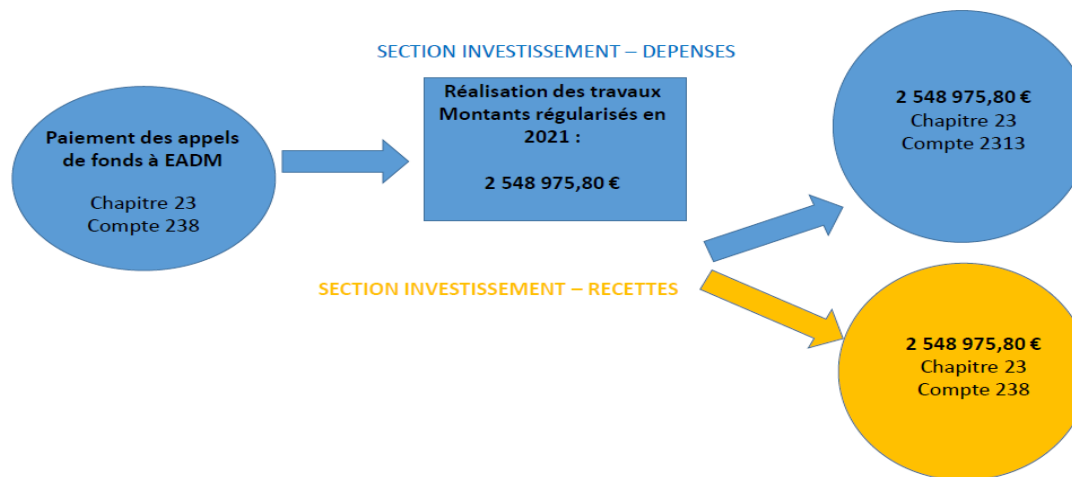 SECTION INVESTISSEMENT – DEPENSES
Paiement des appels
de fonds à EADM
Chapitre 23
Compte 238
Réalisation des travaux
Montants régularisés en
2021 :
2 548 975,80 €
2 548 975,80 €
Chapitre 23
Compte 2313
SECTION INVESTISSEMENT – RECETTES
2 548 975,80 €
Chapitre 23
Compte 238